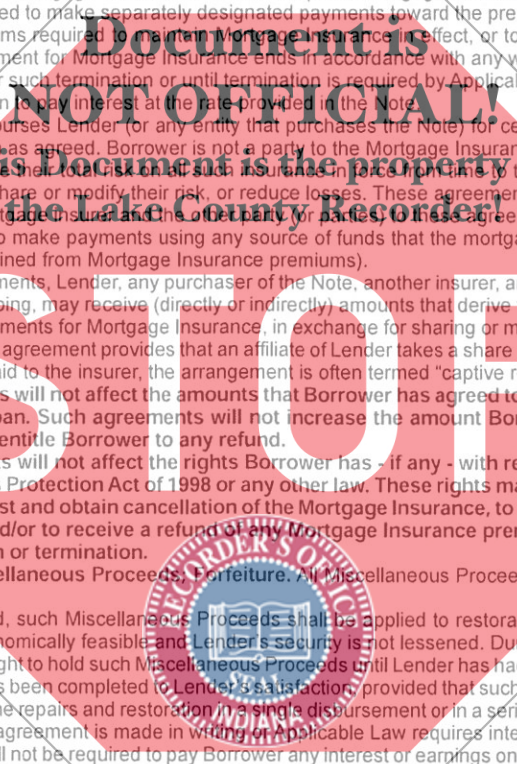 ed to make separately designated payments toward the pre
ms required to maintain Mortgage Insurance in effect, or to
Document is
ment for Mortgage Insurance ends in accordance with any w
r such termination or until termination is required by Applical
n to pay interest at the rate provided in the Note.
NOT OFFICIAL!
urses Lender (or any entity that purchases the Note) for ce
as agreed. Borrower is not a party to the Mortgage Insuran
is Document is the property
e their total risk on all such insurance in force from time to t
hare or modify their risk, or reduce losses. These agreemen
the Lake County Recorder!
tgage insurer and the other party (or parties) to these agree
o make payments using any source of funds that the mortga
ined from Mortgage Insurance premiums).
ments, Lender, any purchaser of the Note, another insurer, a
oing, may receive (directly or indirectly) amounts that derive
ments for Mortgage Insurance, in exchange for sharing or m
STOP
agreement provides that an affiliate of Lender takes a share
aid to the insurer, the arrangement is often termed "captive r
s will not affect the amounts that Borrower has agreed to
oan. Such agreements will not increase the amount Bor
entitle Borrower to any refund.
s will not affect the rights Borrower has - if any - with re
s Protection Act of 1998 or any other law. These rights ma
st and obtain cancellation of the Mortgage Insurance, to
d/or to receive a refund of any Mortgage Insurance prem
n or termination.
ellaneous Proceeds; Forfeiture. All Miscellaneous Procee
RECORDER'S OFFICE
d, such Miscellaneous Proceeds shall be applied to restora
nomically feasible and Lender's security is not lessened. Du
ght to hold such Miscellaneous Proceeds until Lender has ha
SEAL
s been completed to Lender's satisfaction, provided that such
he repairs and restoration in a single disbursement or in a seri
INDIANA
agreement is made in writing or Applicable Law requires inte
ll not be required to pay Borrower any interest or earnings on